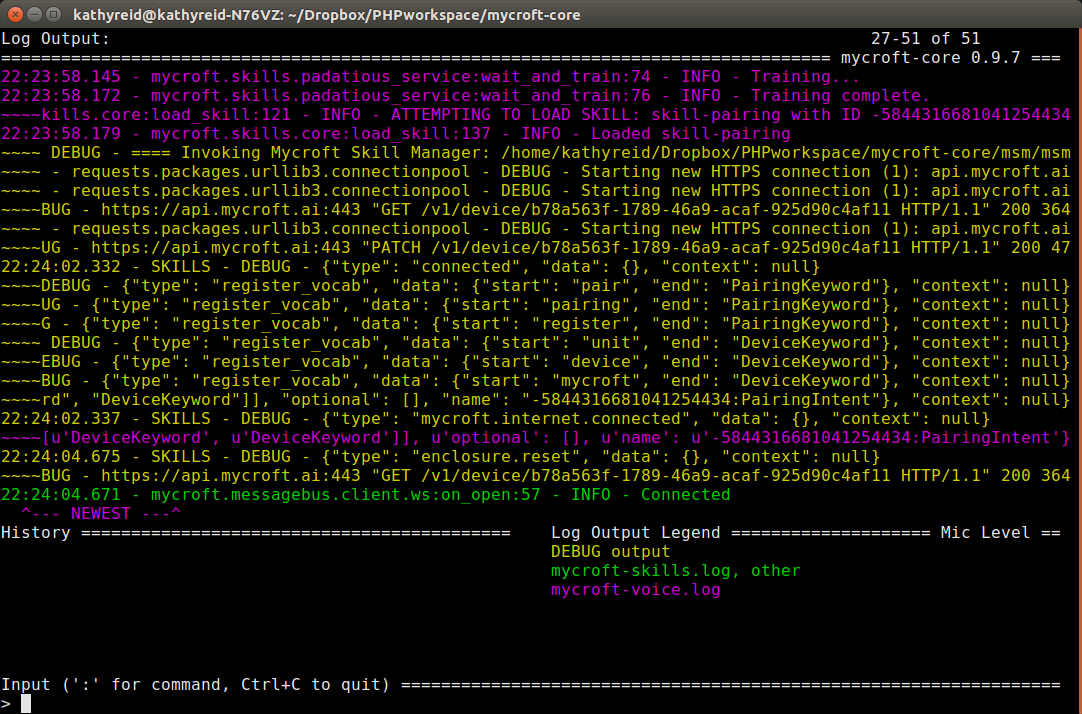 kathyreid@kathyreid-N76VZ: ~/Dropbox/PHPworkspace/mycroft-core
Log Output: 27-51 of 51
=================================================================================== mycroft-core 0.9.7 ===
22:23:58.145 - mycroft.skills.padatious_service:wait_and_train:74 - INFO - Training...
22:23:58.172 - mycroft.skills.padatious_service:wait_and_train:76 - INFO - Training complete.
~~~~kills.core:load_skill:121 - INFO - ATTEMPTING TO LOAD SKILL: skill-pairing with ID -5844316681041254434
22:23:58.179 - mycroft.skills.core:load_skill:137 - INFO - Loaded skill-pairing
~~~~ DEBUG - ==== Invoking Mycroft Skill Manager: /home/kathyreid/Dropbox/PHPworkspace/mycroft-core/msm/msm
~~~~ - requests.packages.urllib3.connectionpool - DEBUG - Starting new HTTPS connection (1): api.mycroft.ai
~~~~ - requests.packages.urllib3.connectionpool - DEBUG - Starting new HTTPS connection (1): api.mycroft.ai
~~~~BUG - https://api.mycroft.ai:443 "GET /v1/device/b78a563f-1789-46a9-acaf-925d90c4af11 HTTP/1.1" 200 364
~~~~ - requests.packages.urllib3.connectionpool - DEBUG - Starting new HTTPS connection (1): api.mycroft.ai
~~~~UG - https://api.mycroft.ai:443 "PATCH /v1/device/b78a563f-1789-46a9-acaf-925d90c4af11 HTTP/1.1" 200 47
22:24:02.332 - SKILLS - DEBUG - {"type": "connected", "data": {}, "context": null}
~~~~DEBUG - {"type": "register_vocab", "data": {"start": "pair", "end": "PairingKeyword"}, "context": null}
~~~~UG - {"type": "register_vocab", "data": {"start": "pairing", "end": "PairingKeyword"}, "context": null}
~~~~G - {"type": "register_vocab", "data": {"start": "register", "end": "PairingKeyword"}, "context": null}
~~~~ DEBUG - {"type": "register_vocab", "data": {"start": "unit", "end": "DeviceKeyword"}, "context": null}
~~~~EBUG - {"type": "register_vocab", "data": {"start": "device", "end": "DeviceKeyword"}, "context": null}
~~~~BUG - {"type": "register_vocab", "data": {"start": "mycroft", "end": "DeviceKeyword"}, "context": null}
~~~~rd", "DeviceKeyword"]], "optional": [], "name": "-5844316681041254434:PairingIntent"}, "context": null}
22:24:02.337 - SKILLS - DEBUG - {"type": "mycroft.internet.connected", "data": {}, "context": null}
~~~~[u'DeviceKeyword', u'DeviceKeyword']], u'optional': [], u'name': u'-5844316681041254434:PairingIntent'}
22:24:04.675 - SKILLS - DEBUG - {"type": "enclosure.reset", "data": {}, "context": null}
~~~~BUG - https://api.mycroft.ai:443 "GET /v1/device/b78a563f-1789-46a9-acaf-925d90c4af11 HTTP/1.1" 200 364
22:24:04.671 - mycroft.messagebus.client.ws:on_open:57 - INFO - Connected
^--- NEWEST ---^
History =========================================== Log Output Legend ==================== Mic Level ==
DEBUG output
mycroft-skills.log, other
mycroft-voice.log
Input (':' for command, Ctrl+C to quit) ==================================================================
>